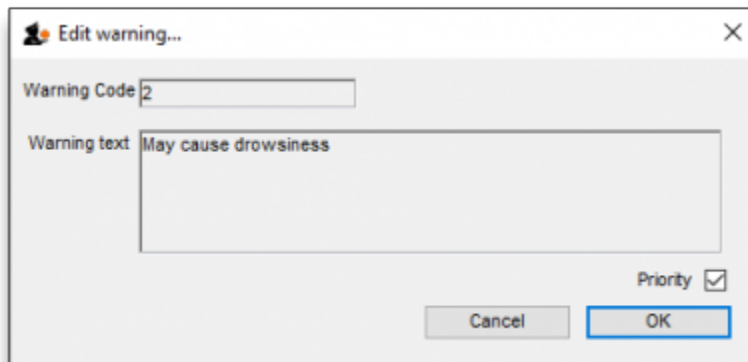 Edit warning...
Warning Code 2
Warning text May cause drowsiness
Priority
Cancel OK